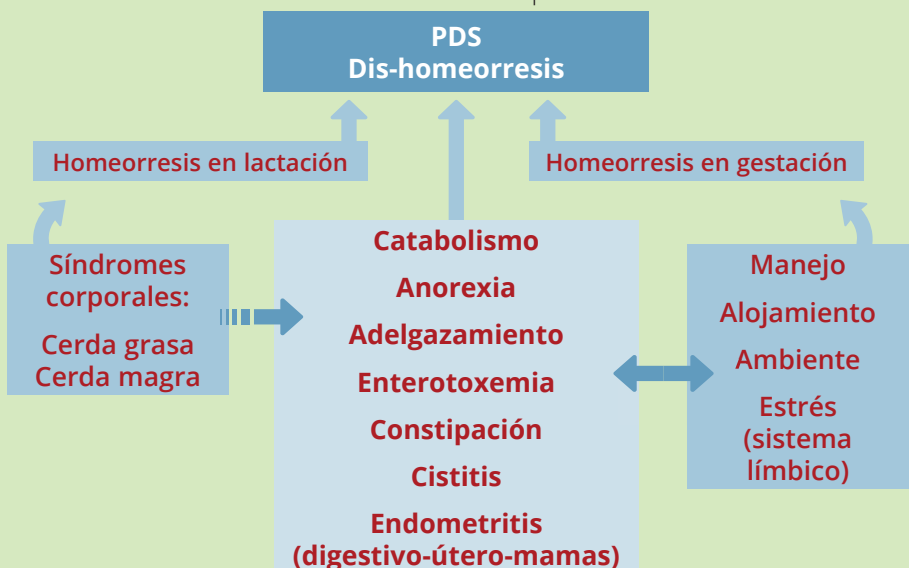 PDS
Dis-homeorresis
Homeorresis en lactación
Homeorresis en gestación
Síndromes
corporales:
Cerda grasa
Cerda magra
Catabolismo
Anorexia
Adelgazamiento
Enterotoxemia
Constipación
Cistitis
Endometritis
(digestivo-útero-mamas)
Manejo
Alojamiento
Ambiente
Estrés
(sistema
límbico)